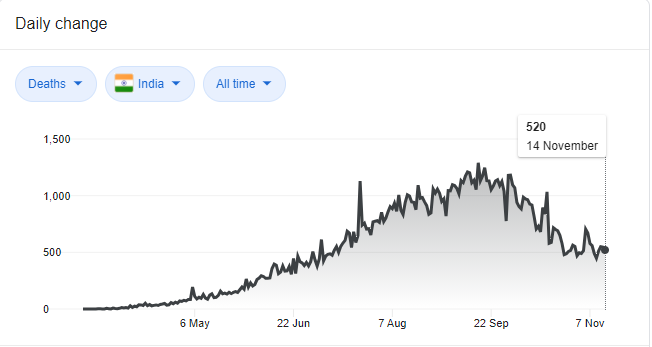 Daily change
Deaths India All time
520
14 November
1,500
1,000
500
0
6 May 22 Jun 7 Aug 22 Sep 7 Nov